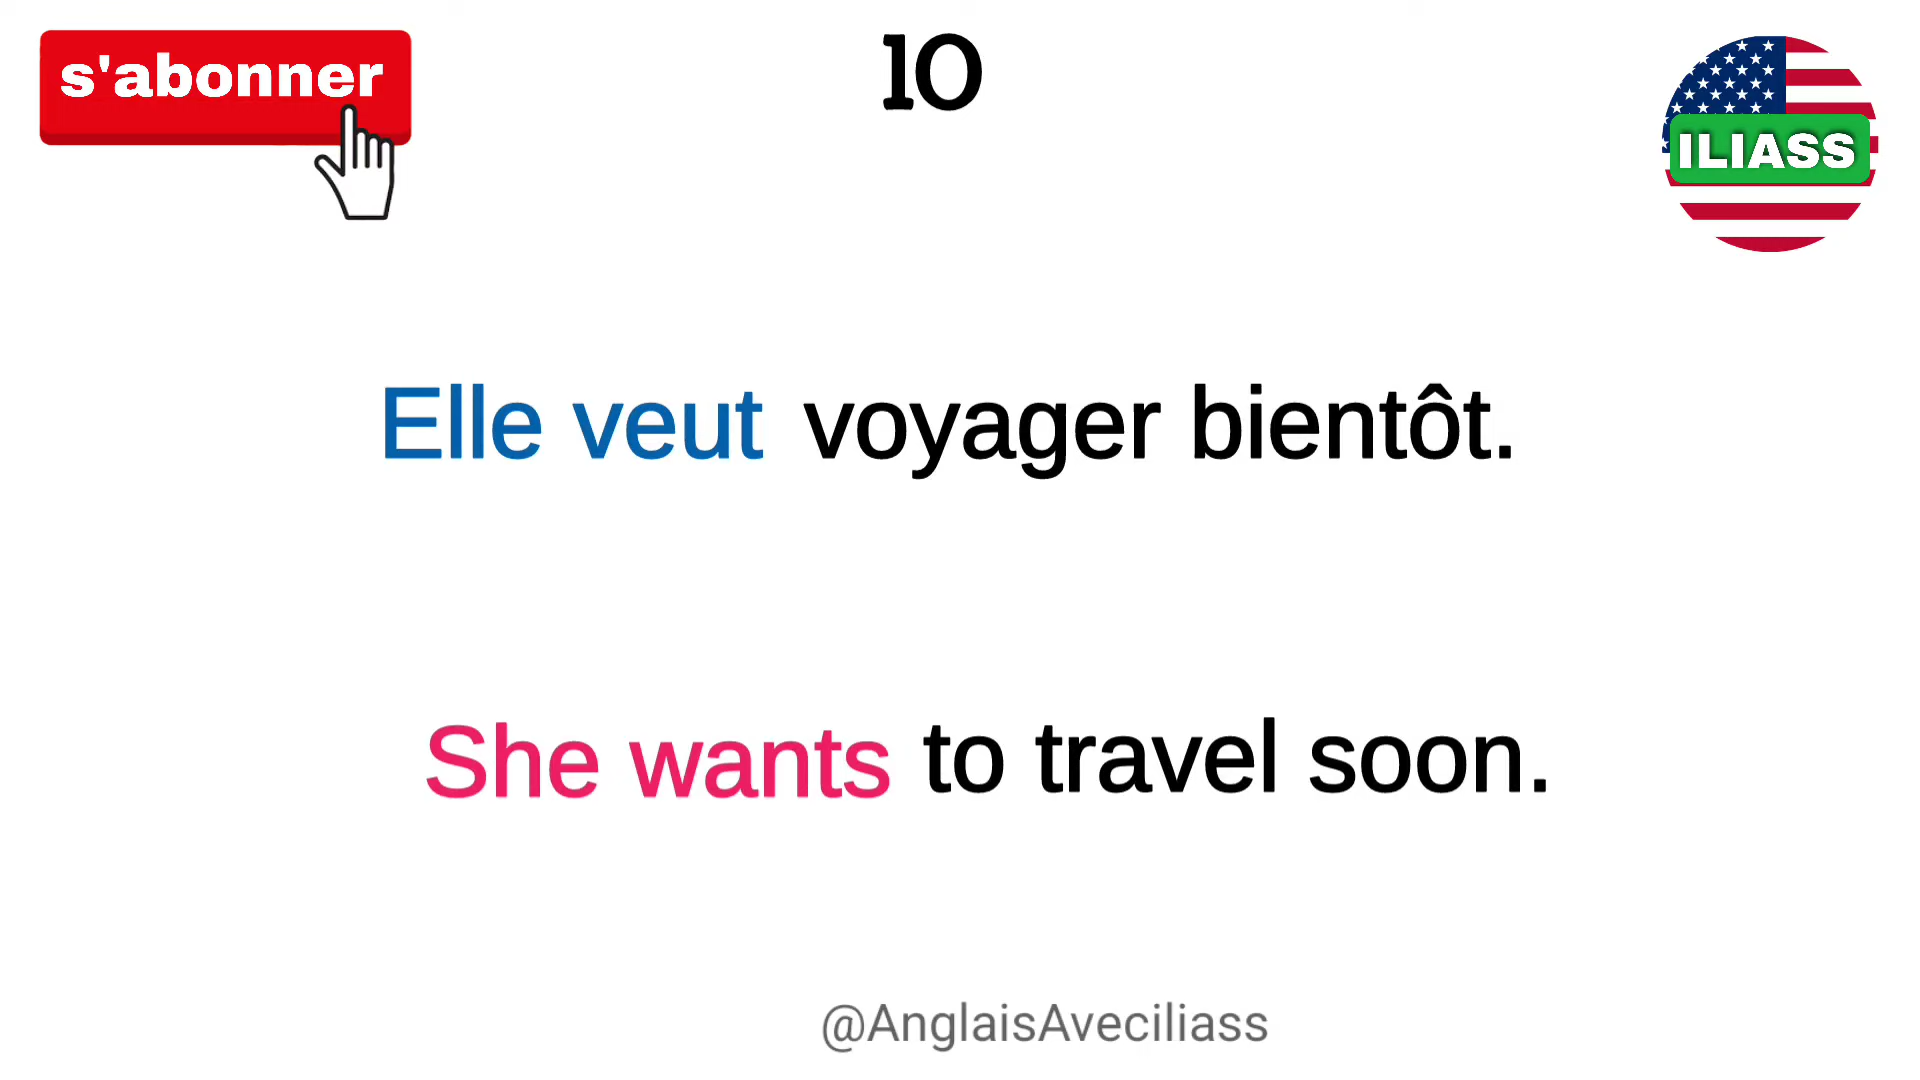 s'abonner
10
ILIASS
Elle veut voyager bientôt.
She wants to travel soon.
@AnglaisAveciliass